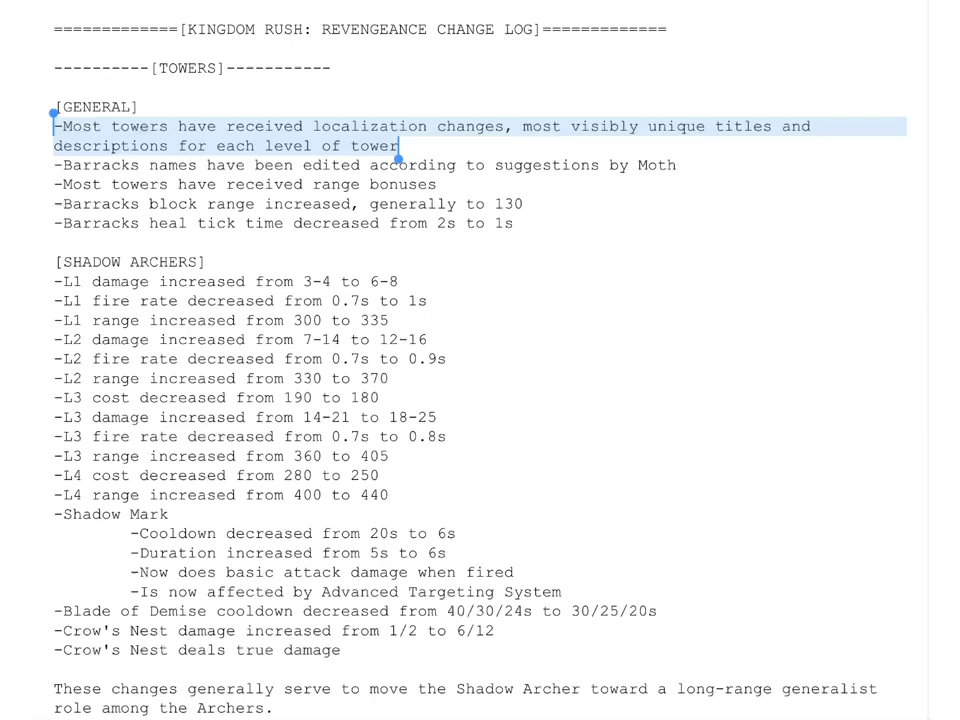 =============[KINGDOM RUSH: REVENGEANCE CHANGE LOG]=============
----------[TOWERS]-----------
[GENERAL]
-Most towers have received localization changes, most visibly unique titles and
descriptions for each level of tower
-Barracks names have been edited according to suggestions by Moth
-Most towers have received range bonuses
-Barracks block range increased, generally to 130
-Barracks heal tick time decreased from 2s to 1s
[SHADOW ARCHERS]
-L1 damage increased from 3-4 to 6-8
-L1 fire rate decreased from 0.7s to 1s
-L1 range increased from 300 to 335
-L2 damage increased from 7-14 to 12-16
-L2 fire rate decreased from 0.7s to 0.9s
-L2 range increased from 330 to 370
-L3 cost decreased from 190 to 180
-L3 damage increased from 14-21 to 18-25
-L3 fire rate decreased from 0.7s to 0.8s
-L3 range increased from 360 to 405
-L4 cost decreased from 280 to 250
-L4 range increased from 400 to 440
-Shadow Mark
-Cooldown decreased from 20s to 6s
-Duration increased from 5s to 6s
-Now does basic attack damage when fired
-Is now affected by Advanced Targeting System
-Blade of Demise cooldown decreased from 40/30/24s to 30/25/20s
-Crow's Nest damage increased from 1/2 to 6/12
-Crow's Nest deals true damage
These changes generally serve to move the Shadow Archer toward a long-range generalist
role among the Archers.